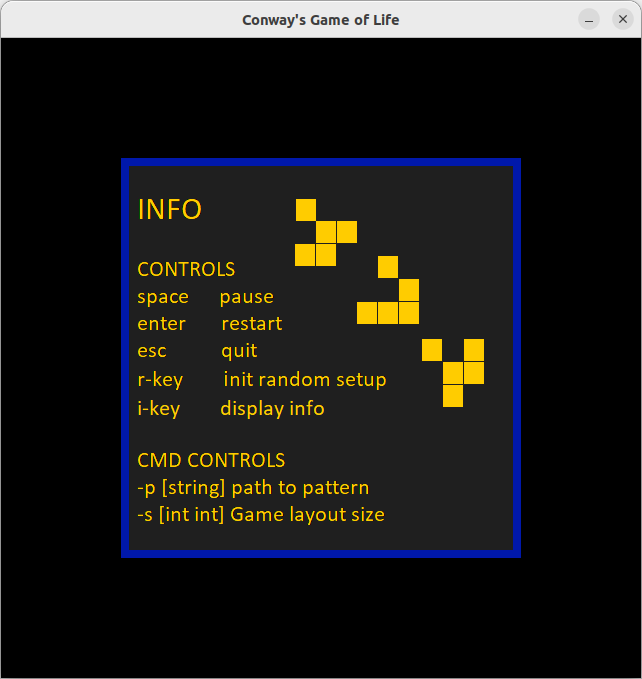 Conway's Game of Life
INFO
CONTROLS
space pause
enter restart
esc quit
r-key init random setup
i-key display info
CMD CONTROLS
-p [string] path to pattern
-s [int int] Game layout size